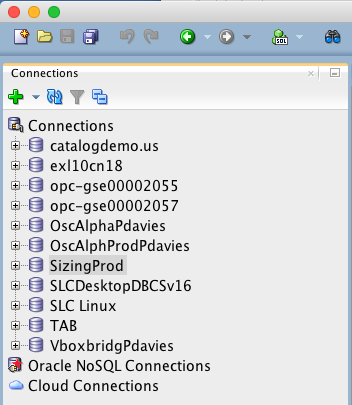 SQL
Connections
Connections
catalogdemo.us
exl10cn18
opc-gse00002055
opc-gse00002057
OscAlphaPdavies
OscAlphProdPdavies
SizingProd
SLCDesktopDBCSv16
SLC Linux
TAB
VboxbridgPdavies
Oracle NoSQL Connections
Cloud Connections